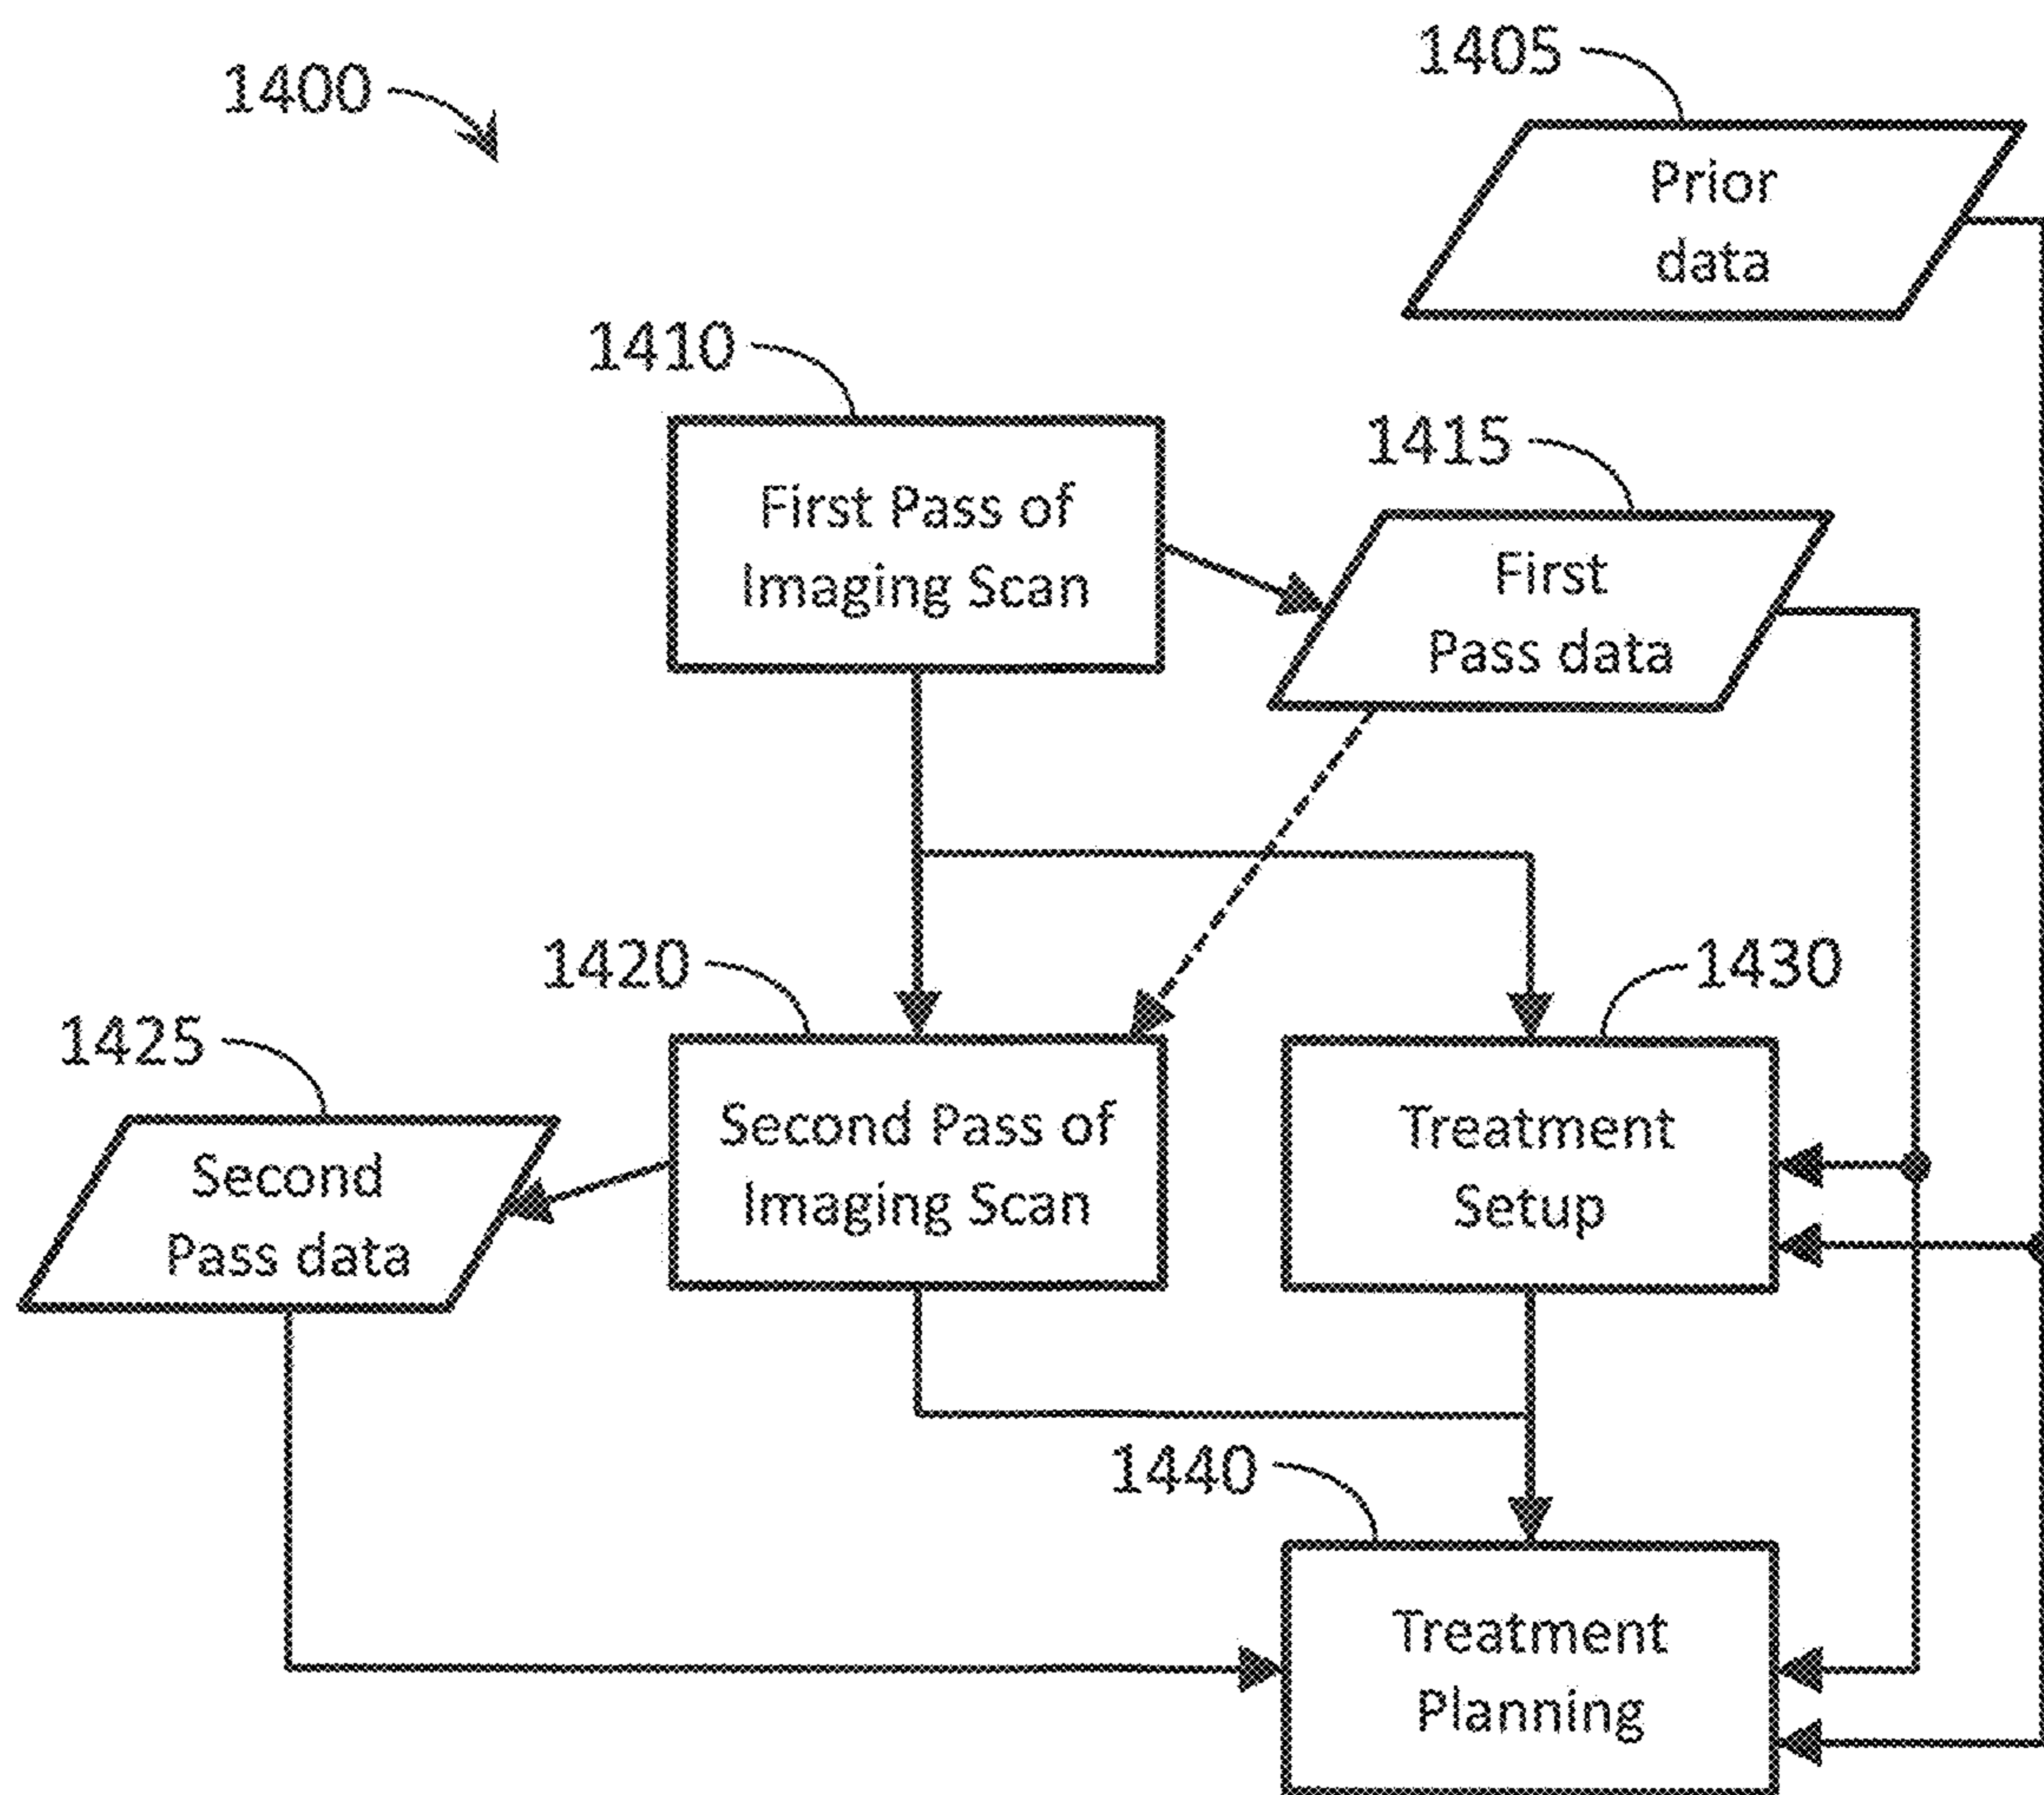 1400
1405
Prior
data
1410
First Pass of
Imaging Scan
1415
First
Pass data
1420
Second Pass of
Imaging Scan
1430
Treatment
Setup
1425
Second
Pass data
1440
Treatment
Planning